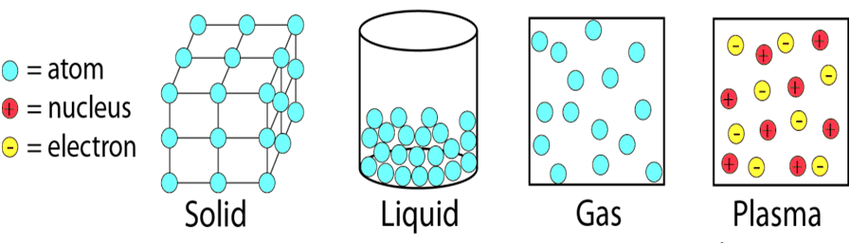 = atom
= nucleus
= electron
Solid
Liquid
Gas
Plasma